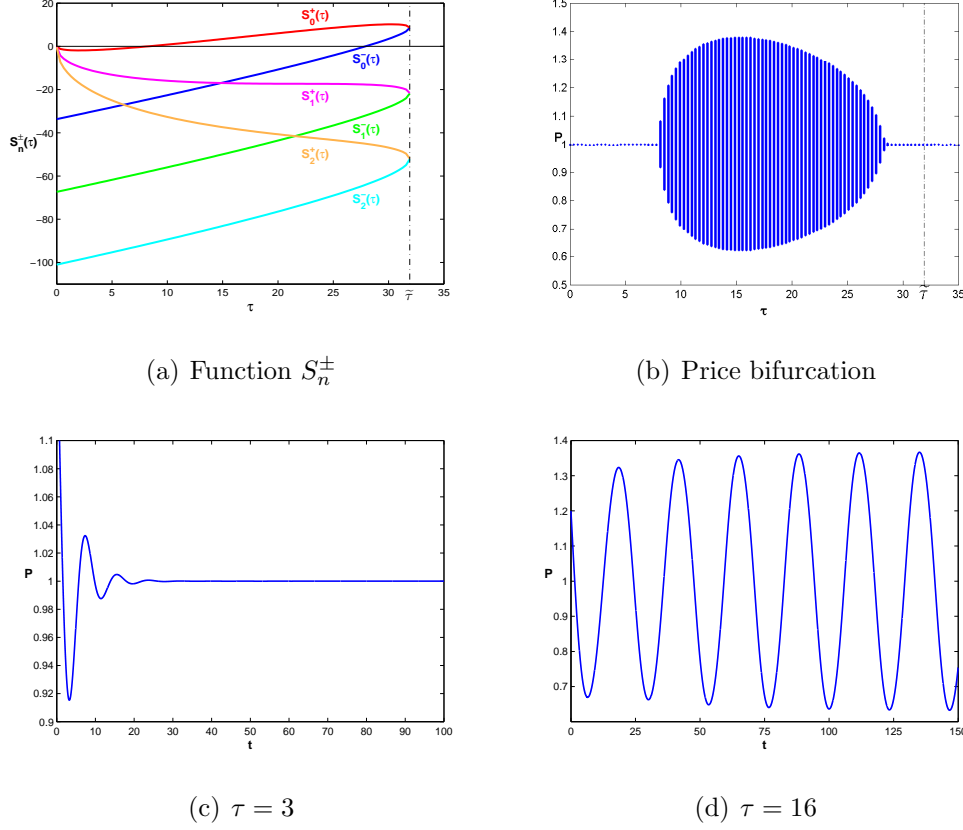 S₀⁺(τ)
S₀⁻(τ)
S₁⁺(τ)
S₁⁻(τ)
S₂⁺(τ)
S₂⁻(τ)
Sₙ±(τ)
0
−20
−40
−60
−80
−100
0 5 10 15 20 25 30 τ̃ 35
τ
1.5
1.4
1.3
1.2
1.1
P
1
0.9
0.8
0.7
0.6
0.5
0 5 10 15 20 25 30 τ̃ 35
τ
(a) Function Sₙ±
(b) Price bifurcation
1.1
1.08
1.06
1.04
1.02
P
1
0.98
0.96
0.94
0.92
0.9
0 10 20 30 40 50 60 70 80 90 100
t
1.4
1.3
1.2
1.1
P
1
0.9
0.8
0.7
0 25 50 75 100 125 150
t
(c) τ = 3
(d) τ = 16